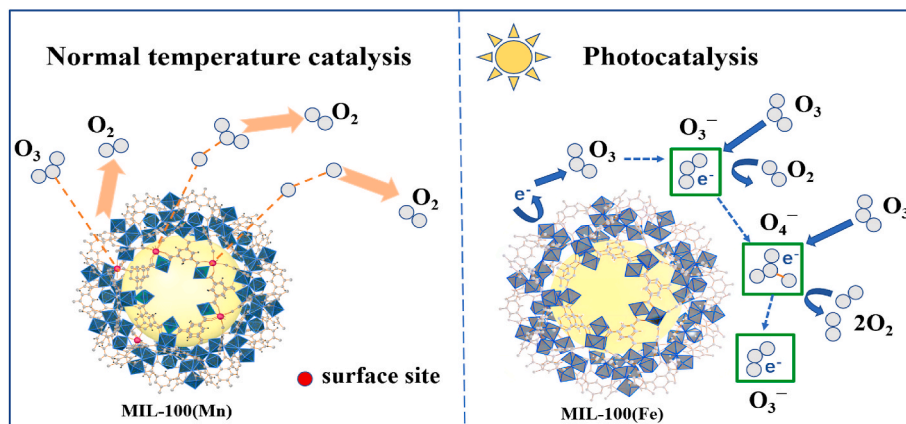 Normal temperature catalysis
O₃
O₂
O₂
O₂
surface site
MIL-100(Mn)
Photocatalysis
e⁻
O₃
O₃⁻
e⁻
O₃
O₂
O₄⁻
e⁻
O₃
2O₂
e⁻
O₃⁻
MIL-100(Fe)